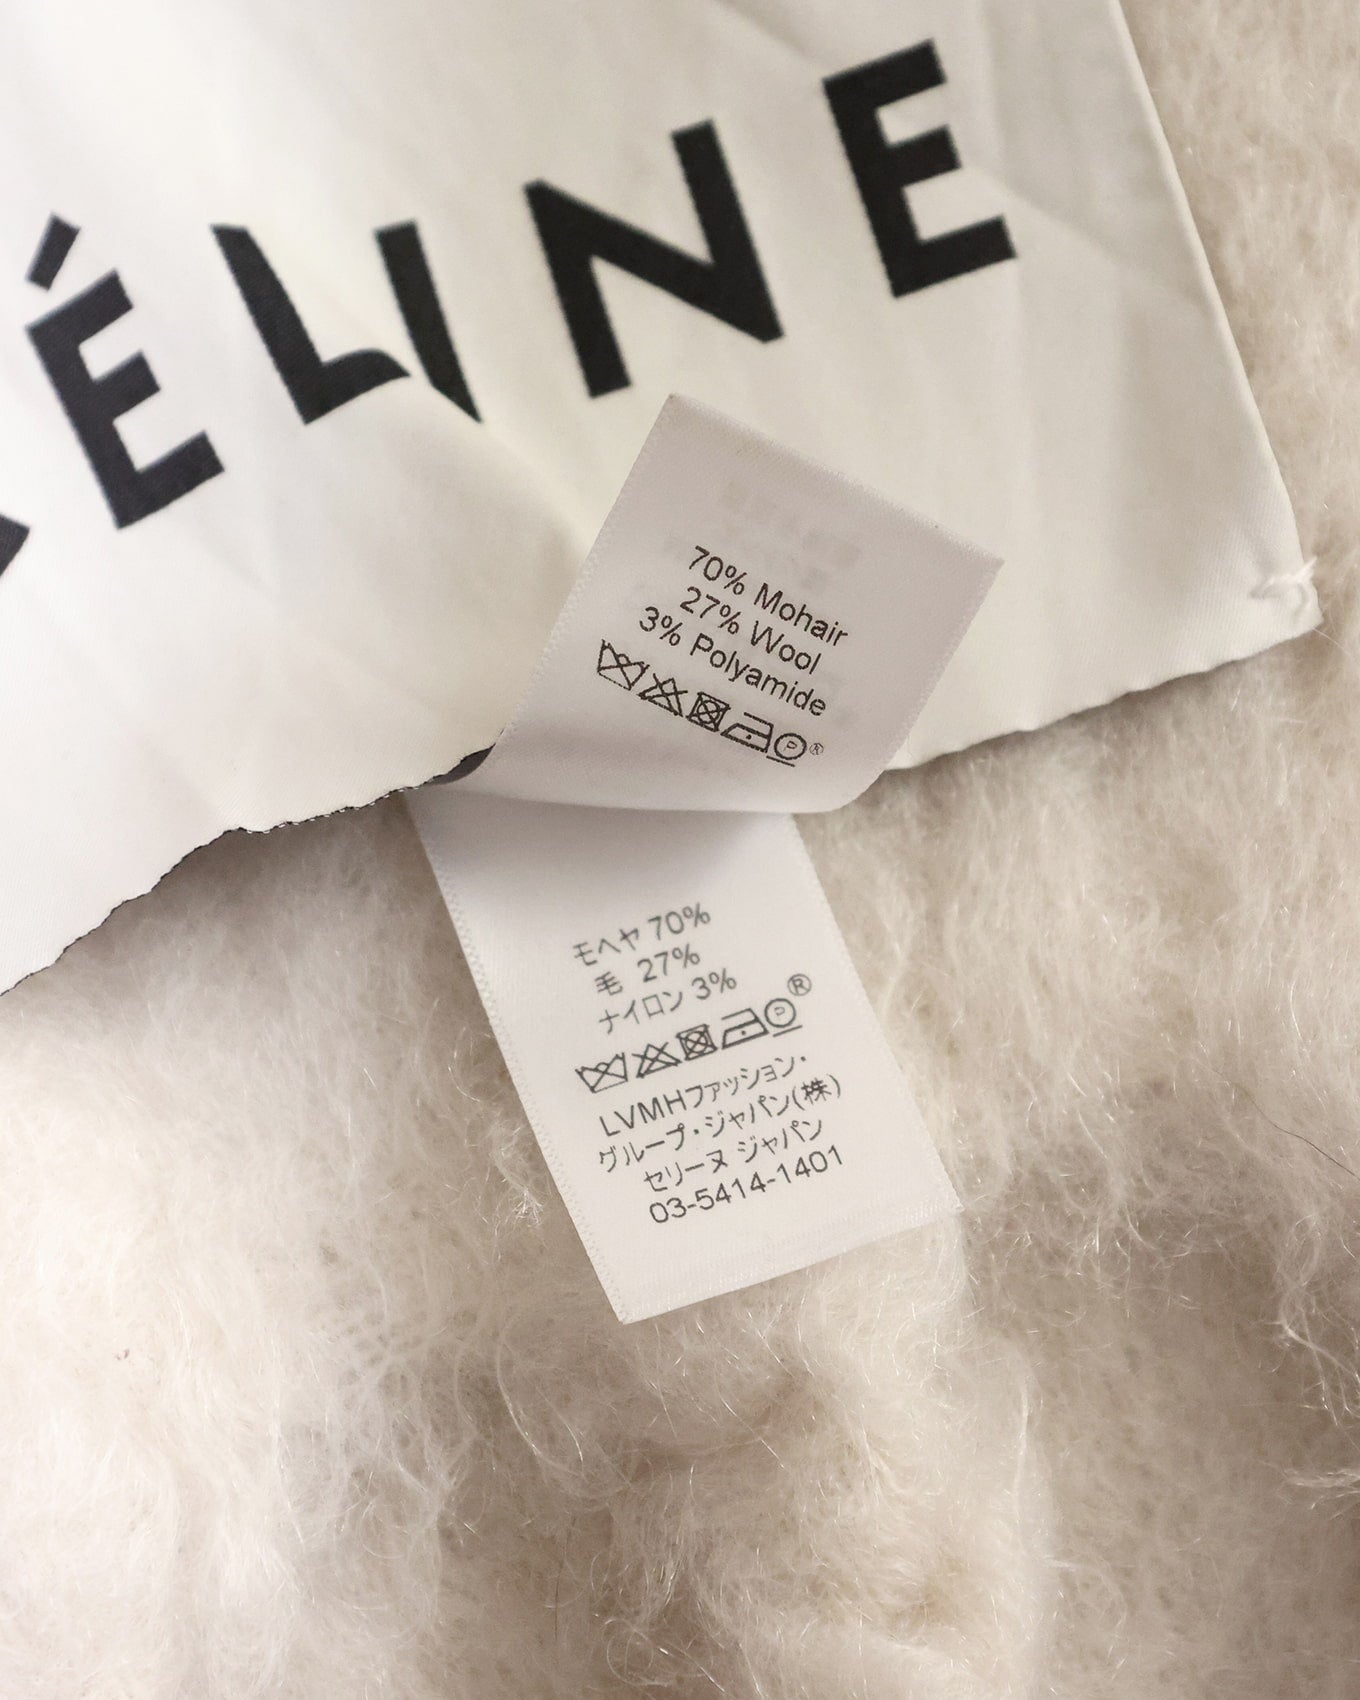 CÉLINE
70% Mohair
27% Wool
3% Polyamide
P®
モヘヤ 70%
毛 27%
ナイロン 3%
P®
LVMHファッション・
グループ・ジャパン(株)
セリーヌ ジャパン
03-5414-1401